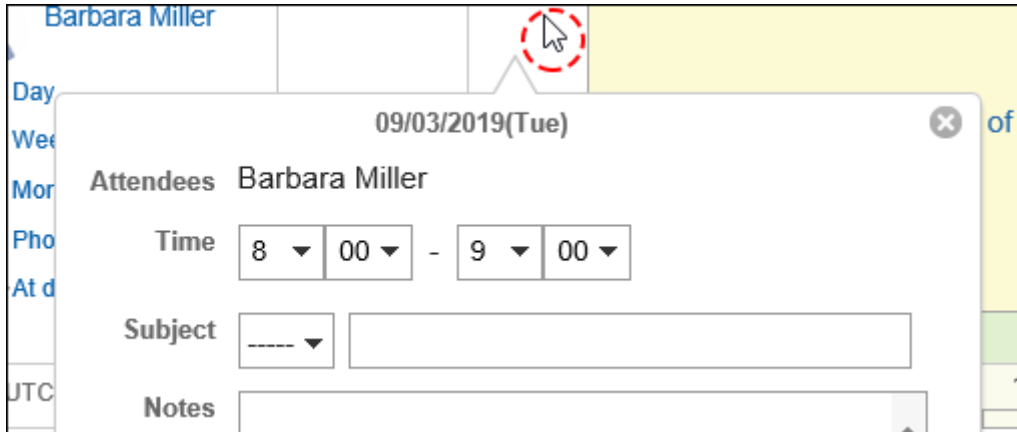 Barbara Miller
Day
09/03/2019(Tue)
of
Attendees Barbara Miller
Time 8 00 - 9 00
At d
Subject -----
UTC
Notes